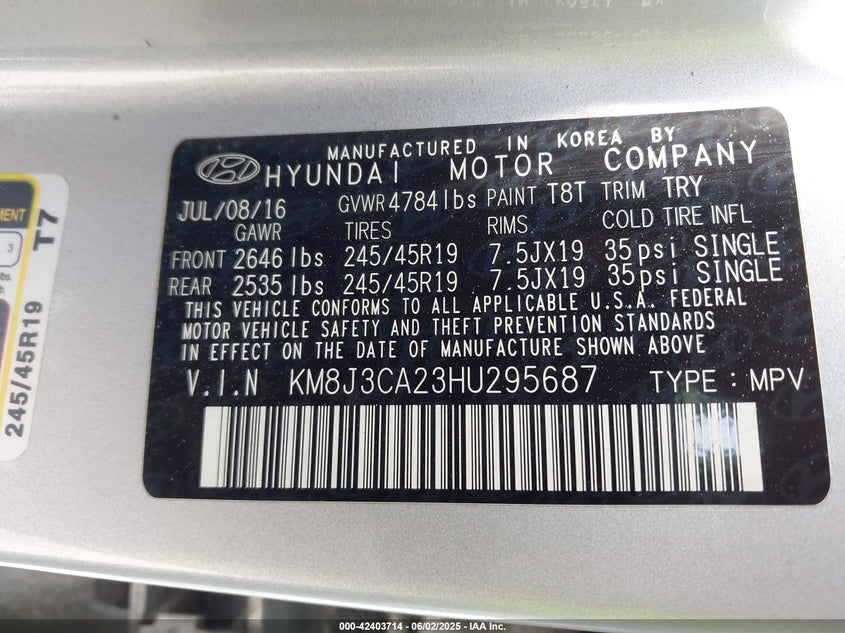 MANUFACTURED IN KOREA BY
HYUNDAI MOTOR COMPANY
JUL/08/16 GVWR 4784 lbs PAINT T8T TRIM TRY
GAWR TIRES RIMS COLD TIRE INFL
FRONT 2646 lbs 245/45R19 7.5JX19 35psi SINGLE
REAR 2535 lbs 245/45R19 7.5JX19 35psi SINGLE
THIS VEHICLE CONFORMS TO ALL APPLICABLE U.S.A. FEDERAL
MOTOR VEHICLE SAFETY AND THEFT PREVENTION STANDARDS
IN EFFECT ON THE DATE OF MANUFACTURE SHOWN ABOVE
V.I.N KM8J3CA23HU295687 TYPE : MPV
MENT
3
lbs.
b.
245/45R19 T7
000-42403714 - 06/02/2025 - IAA Inc.